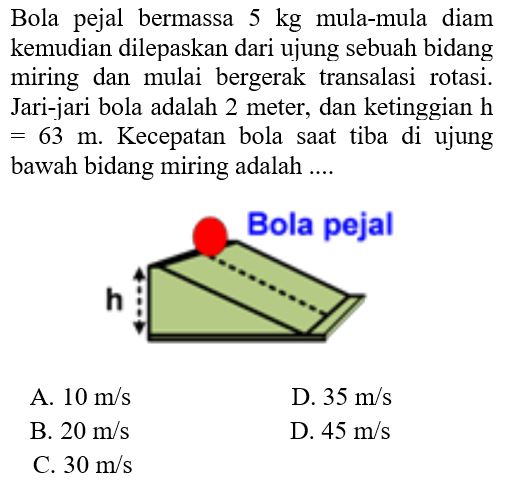 Bola pejal bermassa 5 kg mula-mula diam
kemudian dilepaskan dari ujung sebuah bidang
miring dan mulai bergerak transalasi rotasi.
Jari-jari bola adalah 2 meter, dan ketinggian h
= 63 m. Kecepatan bola saat tiba di ujung
bawah bidang miring adalah ....
Bola pejal
h
A. 10 m/s
D. 35 m/s
B. 20 m/s
D. 45 m/s
C. 30 m/s